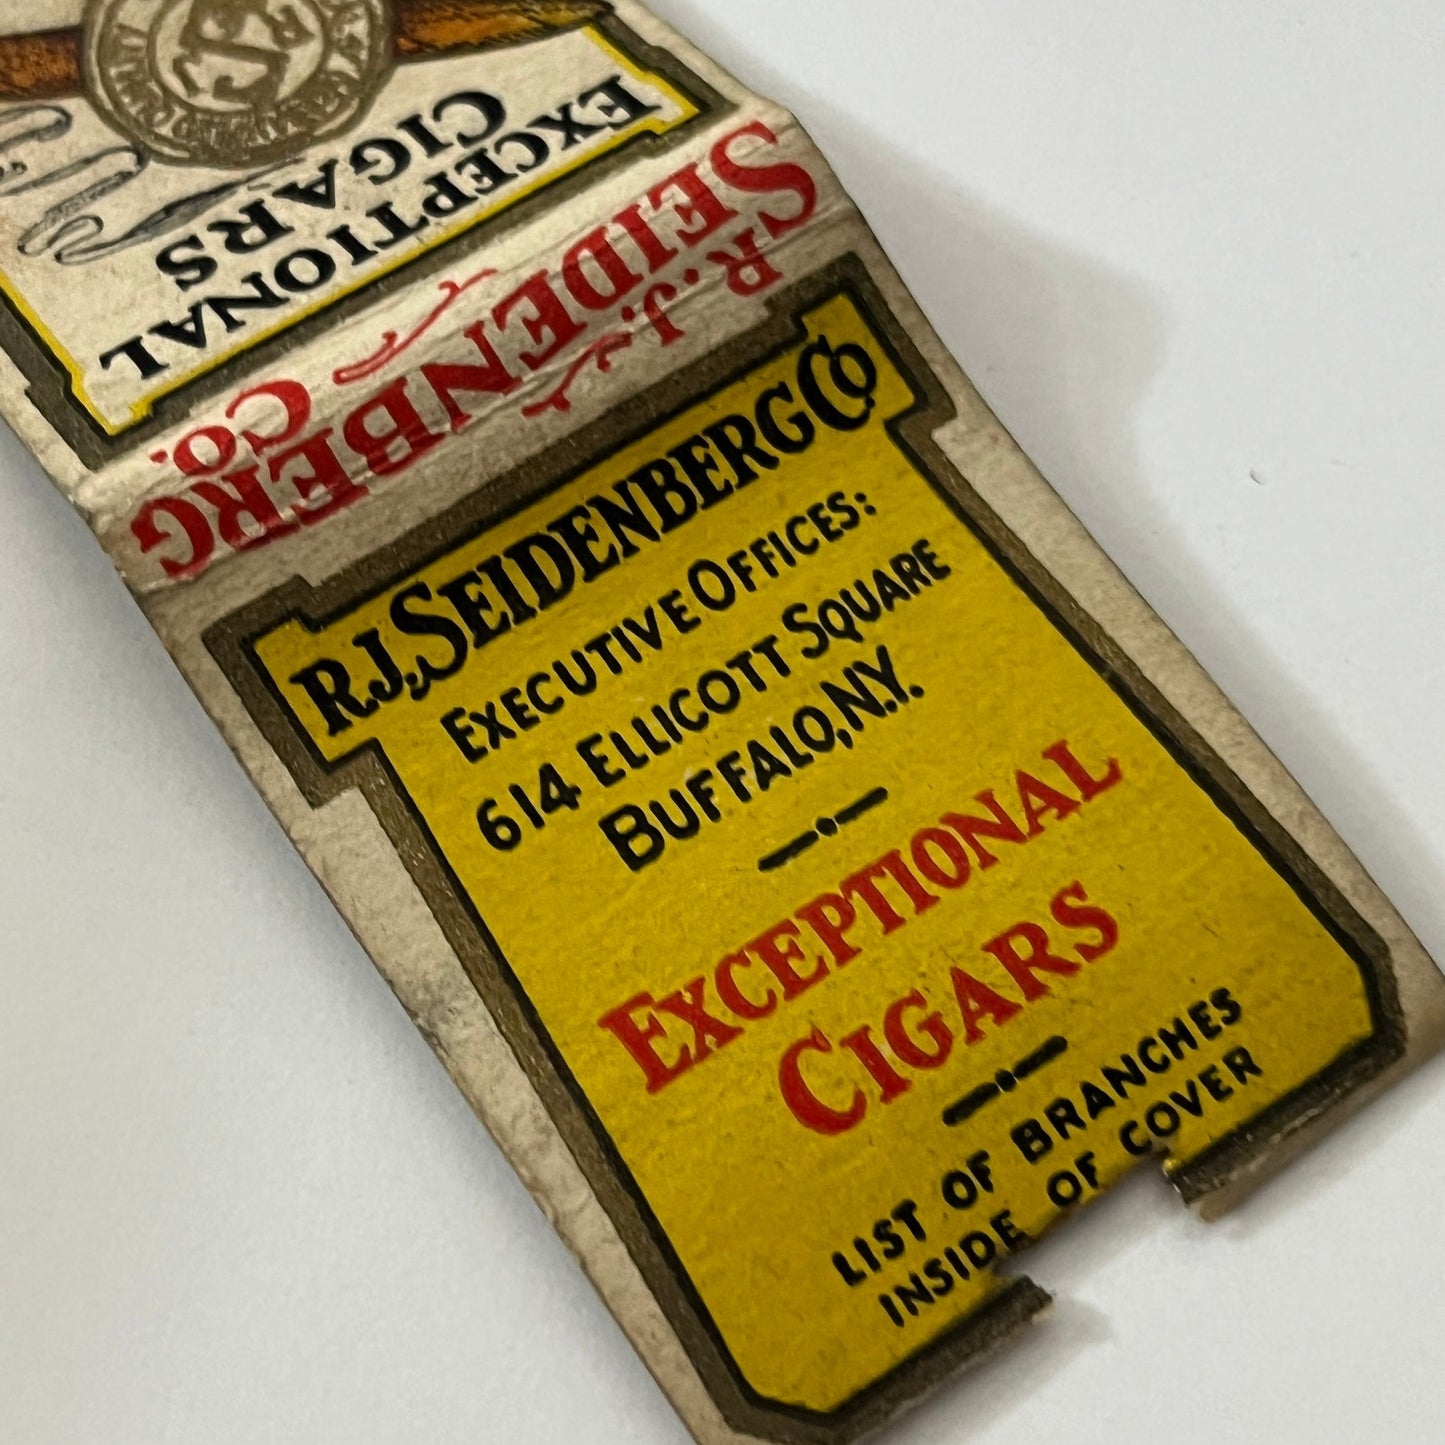 EXCEPTIONAL
CIGARS
R. J.
SEIDENBERG
CO.
R.J. SEIDENBERG CO
EXECUTIVE OFFICES:
614 ELLICOTT SQUARE
BUFFALO, N.Y.
EXCEPTIONAL
CIGARS
LIST OF BRANCHES
INSIDE OF COVER